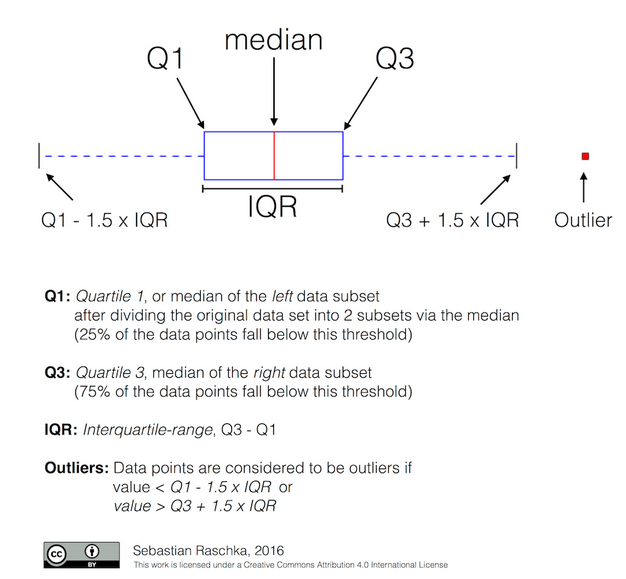 median
Q1
Q3
IQR
Q1 - 1.5 x IQR
Q3 + 1.5 x IQR
Outlier
Q1: Quartile 1, or median of the left data subset
after dividing the original data set into 2 subsets via the median
(25% of the data points fall below this threshold)
Q3: Quartile 3, median of the right data subset
(75% of the data points fall below this threshold)
IQR: Interquartile-range, Q3 - Q1
Outliers: Data points are considered to be outliers if
value < Q1 - 1.5 x IQR or
value > Q3 + 1.5 x IQR
cc
BY
Sebastian Raschka, 2016
This work is licensed under a Creative Commons Attribution 4.0 International License